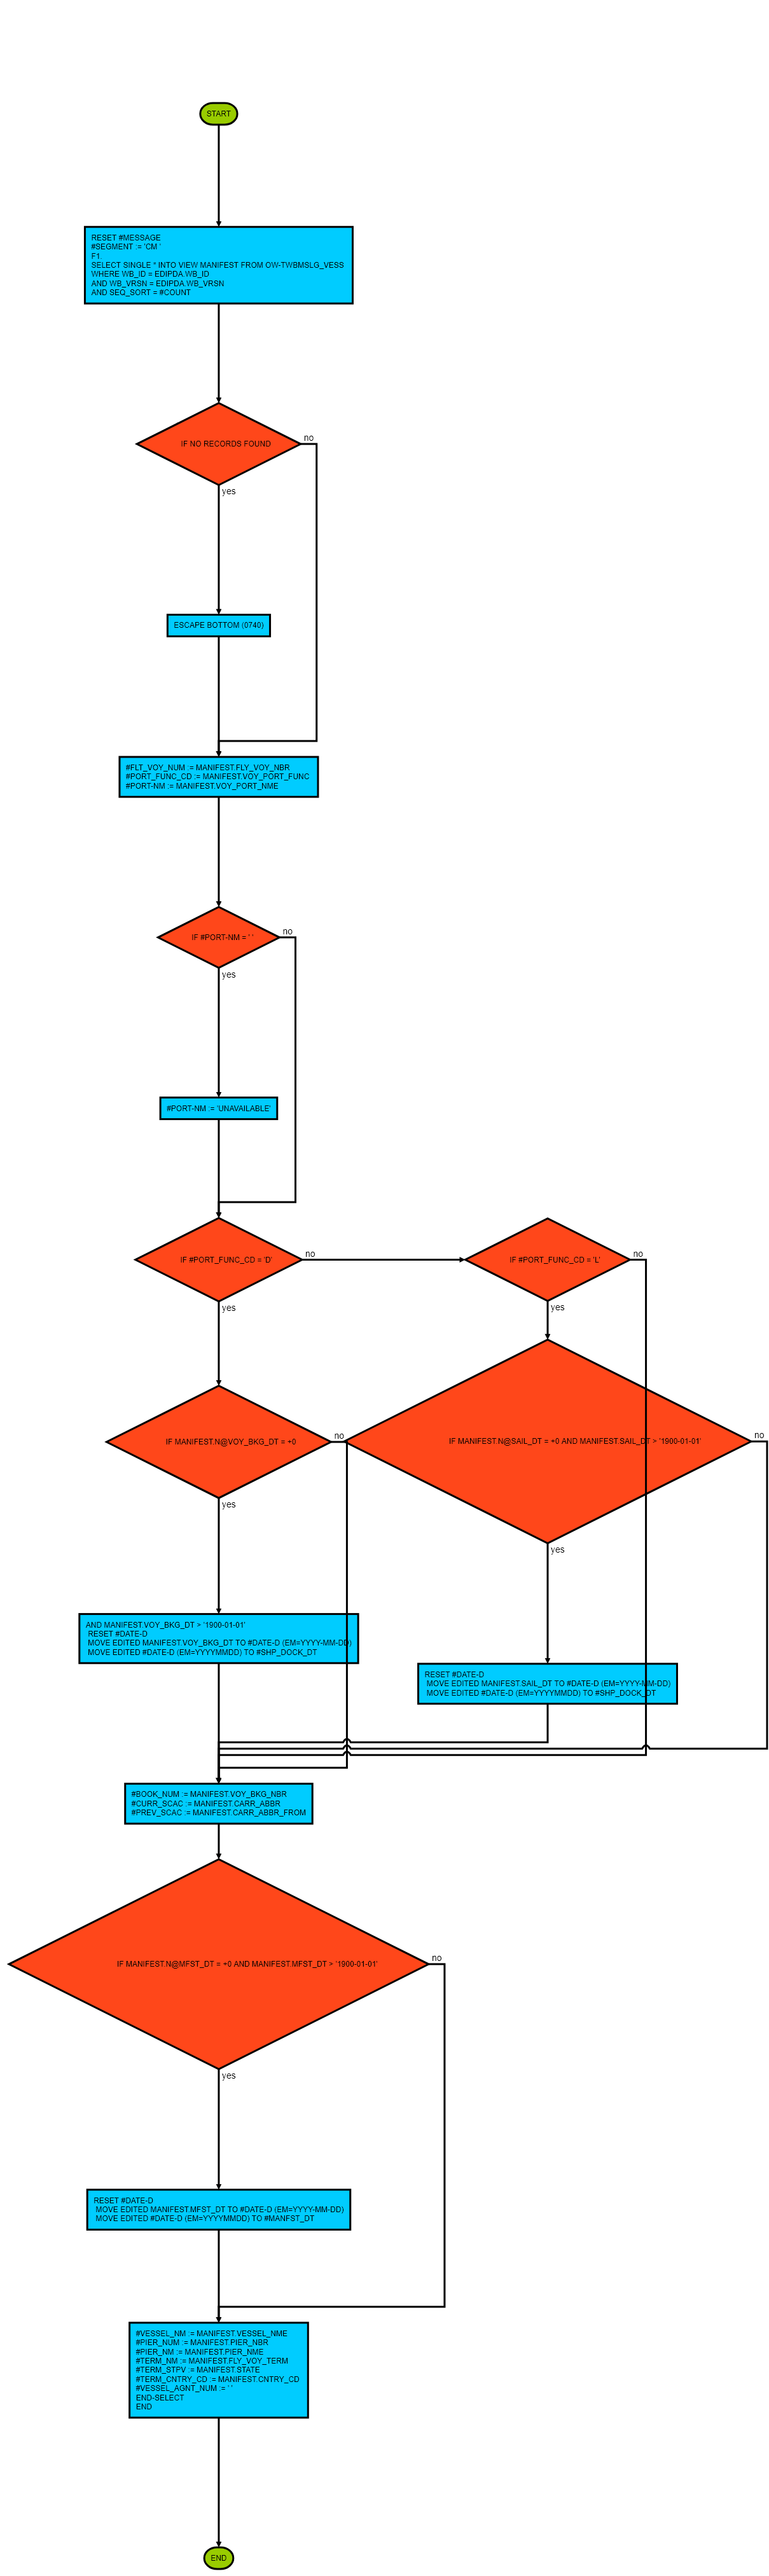 START
RESET #MESSAGE
#SEGMENT := 'CM '
F1.
SELECT SINGLE * INTO VIEW MANIFEST FROM OW-TWBMSLG_VESS
WHERE WB_ID = EDIPDA.WB_ID
AND WB_VRSN = EDIPDA.WB_VRSN
AND SEQ_SORT = #COUNT
IF NO RECORDS FOUND
no
yes
ESCAPE BOTTOM (0740)
#FLT_VOY_NUM := MANIFEST.FLY_VOY_NBR
#PORT_FUNC_CD := MANIFEST.VOY_PORT_FUNC
#PORT-NM := MANIFEST.VOY_PORT_NME
IF #PORT-NM = ' '
no
yes
#PORT-NM := 'UNAVAILABLE'
IF #PORT_FUNC_CD = 'D'
no
yes
IF #PORT_FUNC_CD = 'L'
no
yes
IF MANIFEST.N@VOY_BKG_DT = +0
no
yes
IF MANIFEST.N@SAIL_DT = +0 AND MANIFEST.SAIL_DT > '1900-01-01'
no
yes
AND MANIFEST.VOY_BKG_DT > '1900-01-01'
RESET #DATE-D
MOVE EDITED MANIFEST.VOY_BKG_DT TO #DATE-D (EM=YYYY-MM-DD)
MOVE EDITED #DATE-D (EM=YYYYMMDD) TO #SHP_DOCK_DT
RESET #DATE-D
MOVE EDITED MANIFEST.SAIL_DT TO #DATE-D (EM=YYYY-MM-DD)
MOVE EDITED #DATE-D (EM=YYYYMMDD) TO #SHP_DOCK_DT
#BOOK_NUM := MANIFEST.VOY_BKG_NBR
#CURR_SCAC := MANIFEST.CARR_ABBR
#PREV_SCAC := MANIFEST.CARR_ABBR_FROM
IF MANIFEST.N@MFST_DT = +0 AND MANIFEST.MFST_DT > '1900-01-01'
no
yes
RESET #DATE-D
MOVE EDITED MANIFEST.MFST_DT TO #DATE-D (EM=YYYY-MM-DD)
MOVE EDITED #DATE-D (EM=YYYYMMDD) TO #MANFST_DT
#VESSEL_NM := MANIFEST.VESSEL_NME
#PIER_NUM := MANIFEST.PIER_NBR
#PIER_NM := MANIFEST.PIER_NME
#TERM_NM := MANIFEST.FLY_VOY_TERM
#TERM_STPV := MANIFEST.STATE
#TERM_CNTRY_CD := MANIFEST.CNTRY_CD
#VESSEL_AGNT_NUM := ' '
END-SELECT
END
END